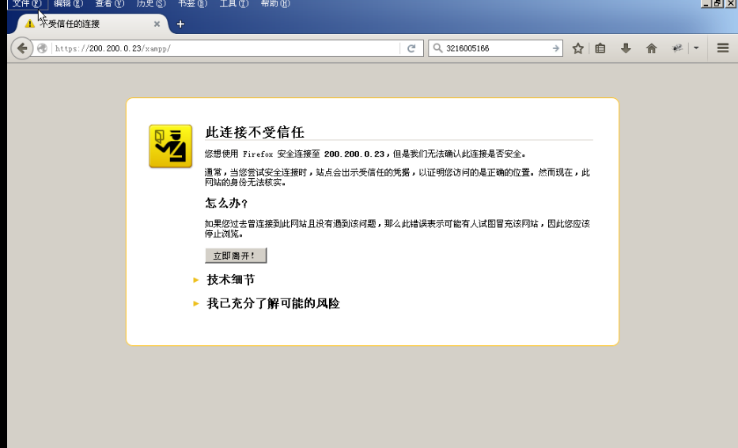 文件(F) 编辑(E) 查看(V) 历史(S) 书签(B) 工具(T) 帮助(H)
不受信任的连接
https://200.200.0.23/xampp/
3216005166
此连接不受信任
您想使用 Firefox 安全连接至 200.200.0.23，但是我们无法确认此连接是否安全。
通常，当您尝试安全连接时，站点会出示受信任的凭据，以证明您访问的是正确的位置。然而现在，此
网站的身份无法核实。
怎么办?
如果您过去曾连接到此网站且没有遇到该问题，那么此错误表示可能有人试图冒充该网站，因此您应该
停止浏览。
立即离开!
技术细节
我已充分了解可能的风险